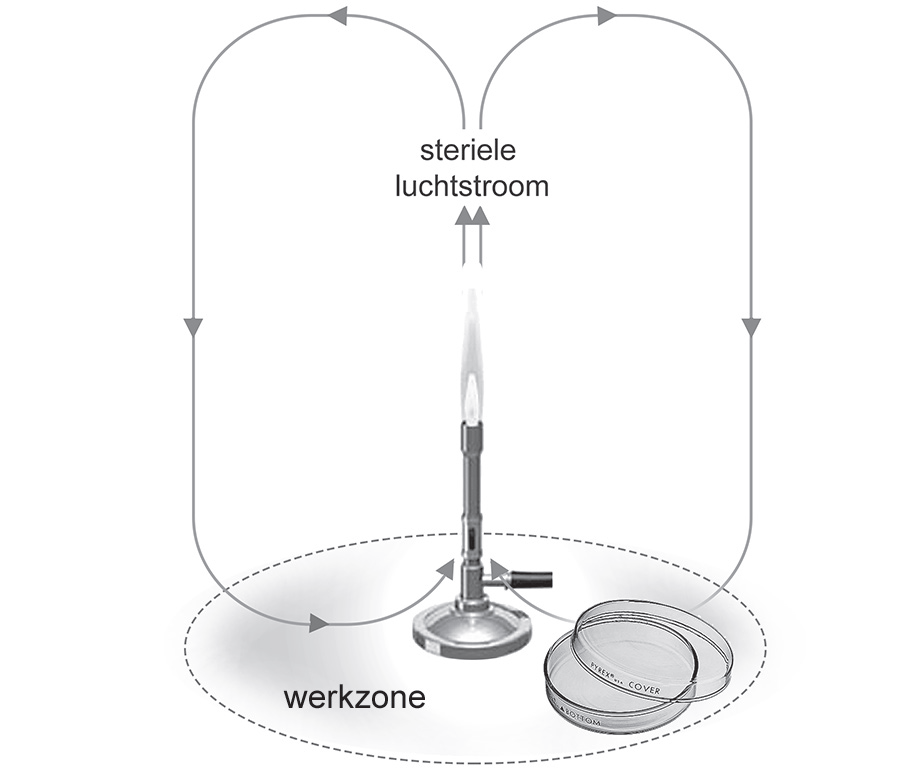 steriele
luchtstroom
werkzone
PYREX®
COVER
BOTTOM